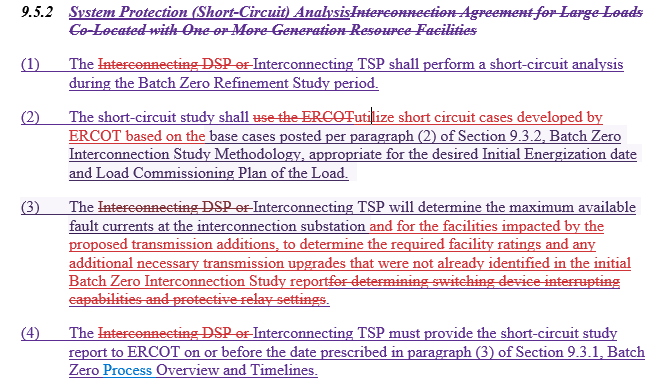 9.5.2 System Protection (Short-Circuit) AnalysisInterconnection Agreement for Large Loads
Co-Located with One or More Generation Resource Facilities
(1) The Interconnecting DSP or Interconnecting TSP shall perform a short-circuit analysis
during the Batch Zero Refinement Study period.
(2) The short-circuit study shall use the ERCOTutilize short circuit cases developed by
ERCOT based on the base cases posted per paragraph (2) of Section 9.3.2, Batch Zero
Interconnection Study Methodology, appropriate for the desired Initial Energization date
and Load Commissioning Plan of the Load.
(3) The Interconnecting DSP or Interconnecting TSP will determine the maximum available
fault currents at the interconnection substation and for the facilities impacted by the
proposed transmission additions, to determine the required facility ratings and any
additional necessary transmission upgrades that were not already identified in the initial
Batch Zero Interconnection Study reportfor determining switching device interrupting
capabilities and protective relay settings.
(4) The Interconnecting DSP or Interconnecting TSP must provide the short-circuit study
report to ERCOT on or before the date prescribed in paragraph (3) of Section 9.3.1, Batch
Zero Process Overview and Timelines.